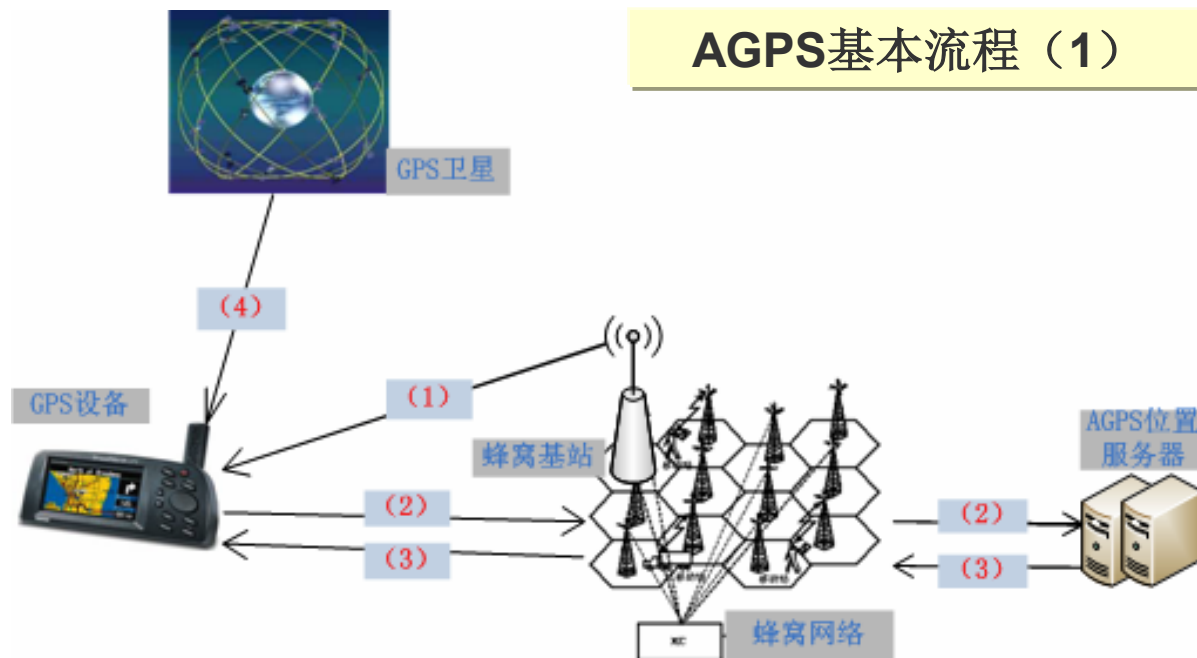 AGPS基本流程（1）
GPS卫星
（4）
GPS设备
（1）
蜂窝基站
AGPS位置
服务器
（2）
（2）
（3）
（3）
蜂窝网络